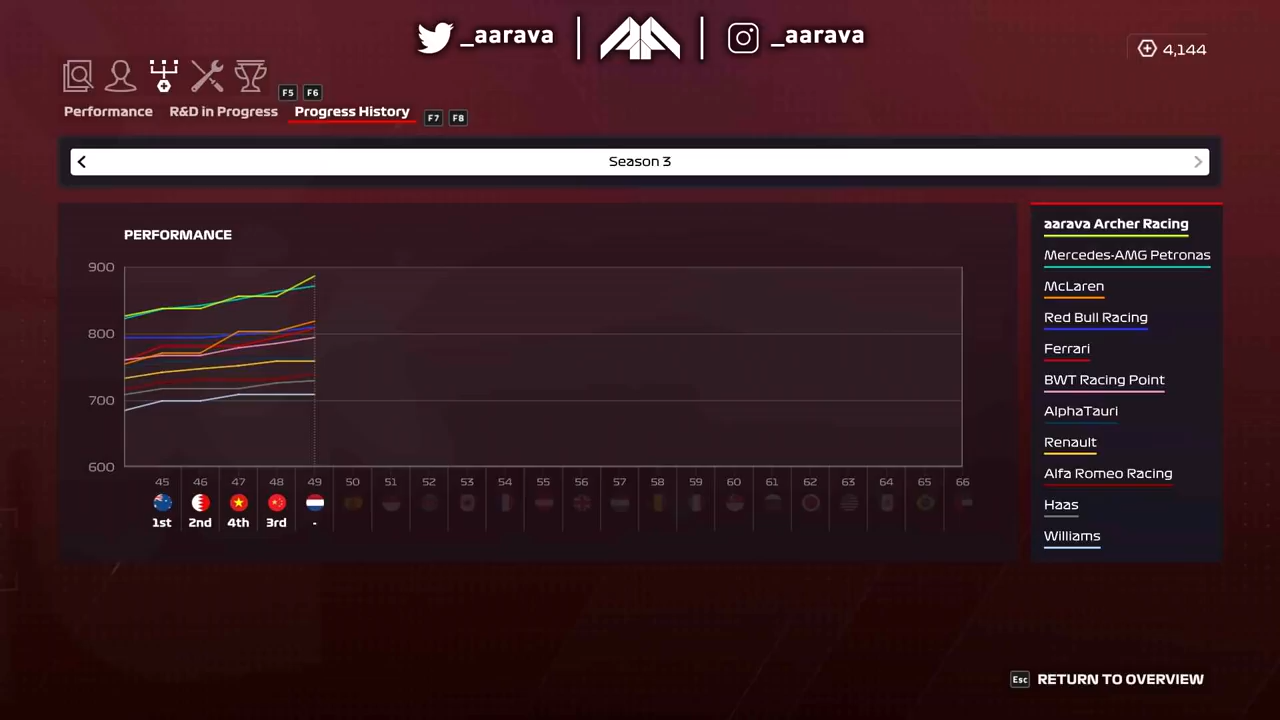 _aarava
_aarava
4,144
F5 F6
Performance R&D in Progress Progress History F7 F8
Season 3
PERFORMANCE
900
800
700
600
45 46 47 48 49 50 51 52 53 54 55 56 57 58 59 60 61 62 63 64 65 66
1st 2nd 4th 3rd -
aarava Archer Racing
Mercedes-AMG Petronas
McLaren
Red Bull Racing
Ferrari
BWT Racing Point
AlphaTauri
Renault
Alfa Romeo Racing
Haas
Williams
Esc RETURN TO OVERVIEW